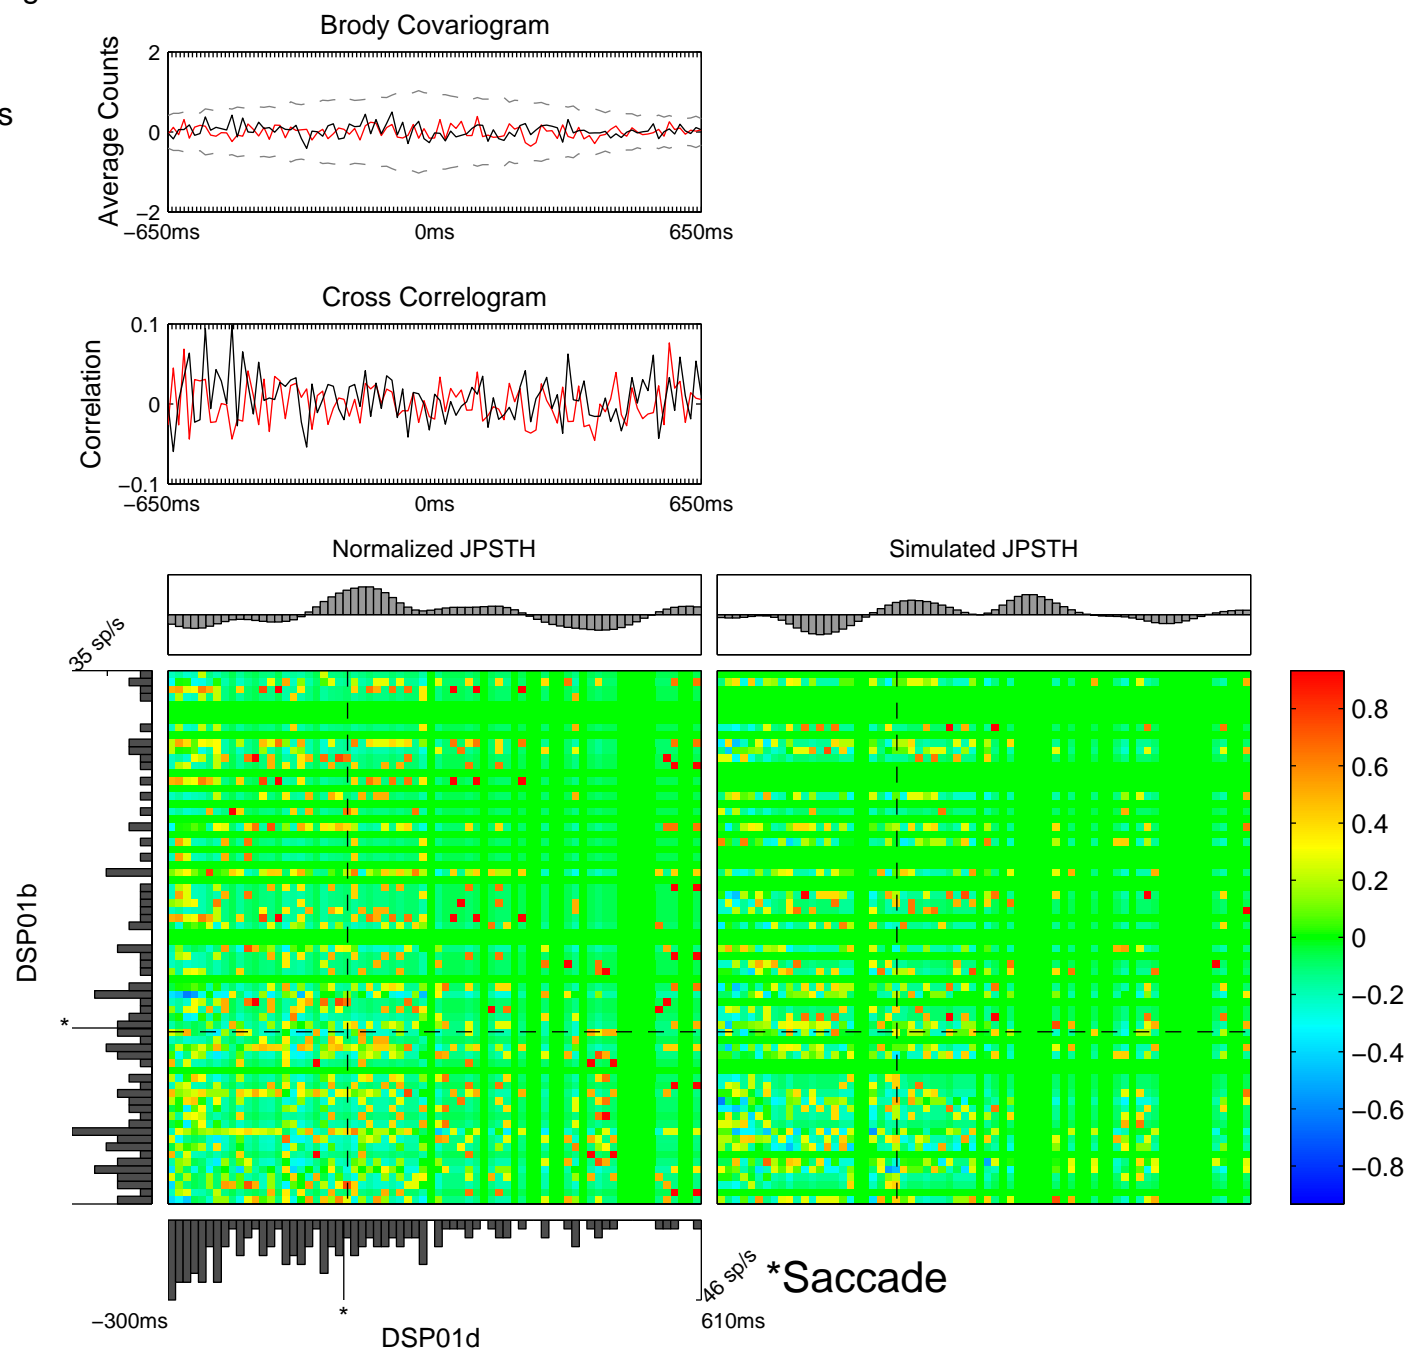 g
Brody Covariogram
s
Average Counts
2
0
−2
−650ms
0ms
650ms
Cross Correlogram
Correlation
0.1
0
−0.1
−650ms
0ms
650ms
Normalized JPSTH
Simulated JPSTH
35 sp/s
DSP01b
*
0.8
0.6
0.4
0.2
0
−0.2
−0.4
−0.6
−0.8
46 sp/s
*Saccade
*
−300ms
610ms
DSP01d